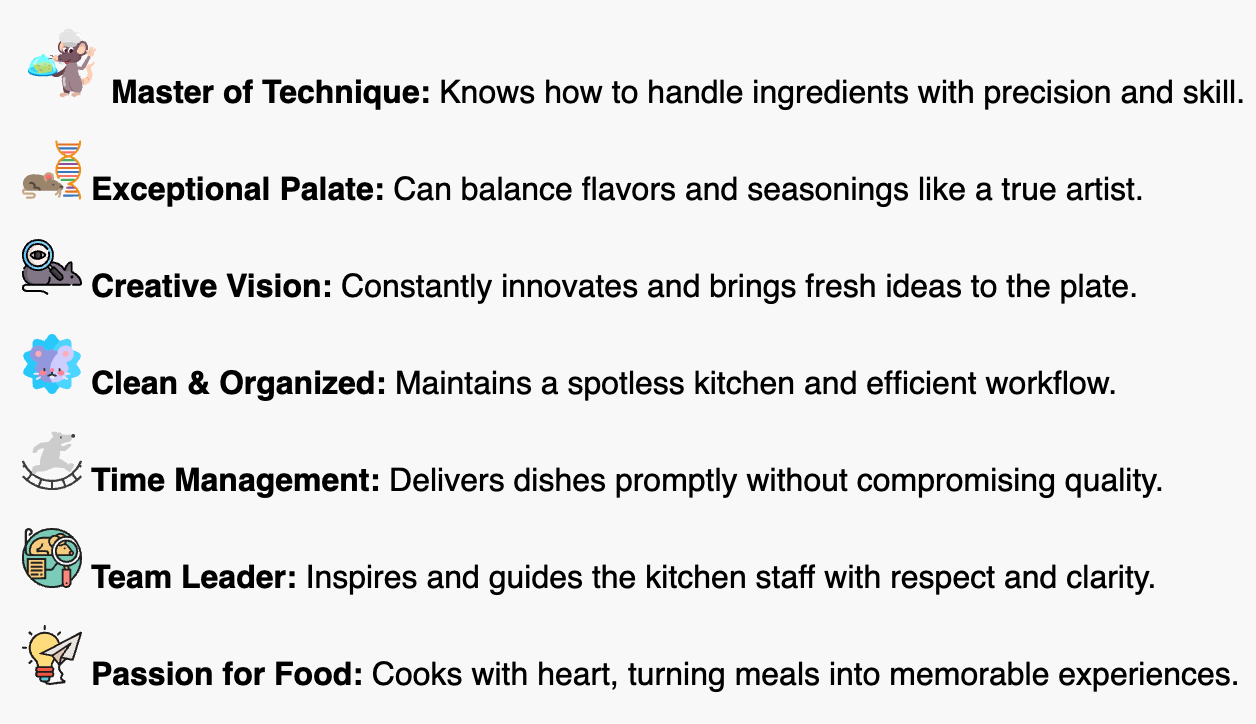 Master of Technique: Knows how to handle ingredients with precision and skill.
Exceptional Palate: Can balance flavors and seasonings like a true artist.
Creative Vision: Constantly innovates and brings fresh ideas to the plate.
Clean & Organized: Maintains a spotless kitchen and efficient workflow.
Time Management: Delivers dishes promptly without compromising quality.
Team Leader: Inspires and guides the kitchen staff with respect and clarity.
Passion for Food: Cooks with heart, turning meals into memorable experiences.